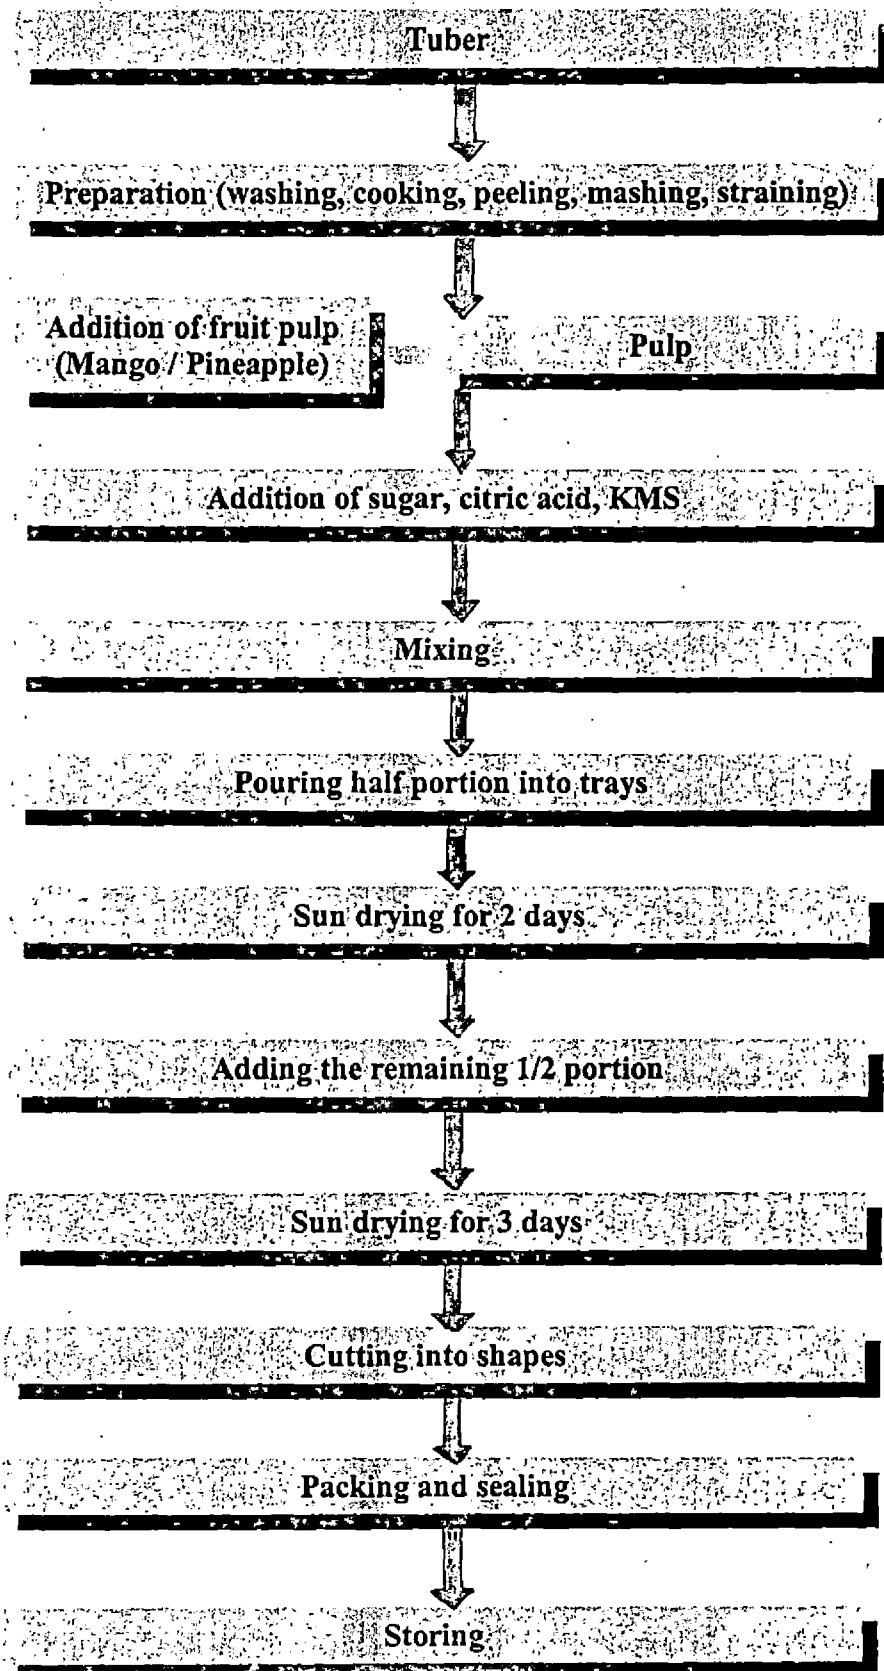 Tuber
Preparation (washing, cooking, peeling, mashing, straining)
Addition of fruit pulp
(Mango / Pineapple)
Pulp
Addition of sugar, citric acid, KMS
Mixing
Pouring half portion into trays
Sun drying for 2 days
Adding the remaining 1/2 portion
Sun drying for 3 days
Cutting into shapes
Packing and sealing
Storing